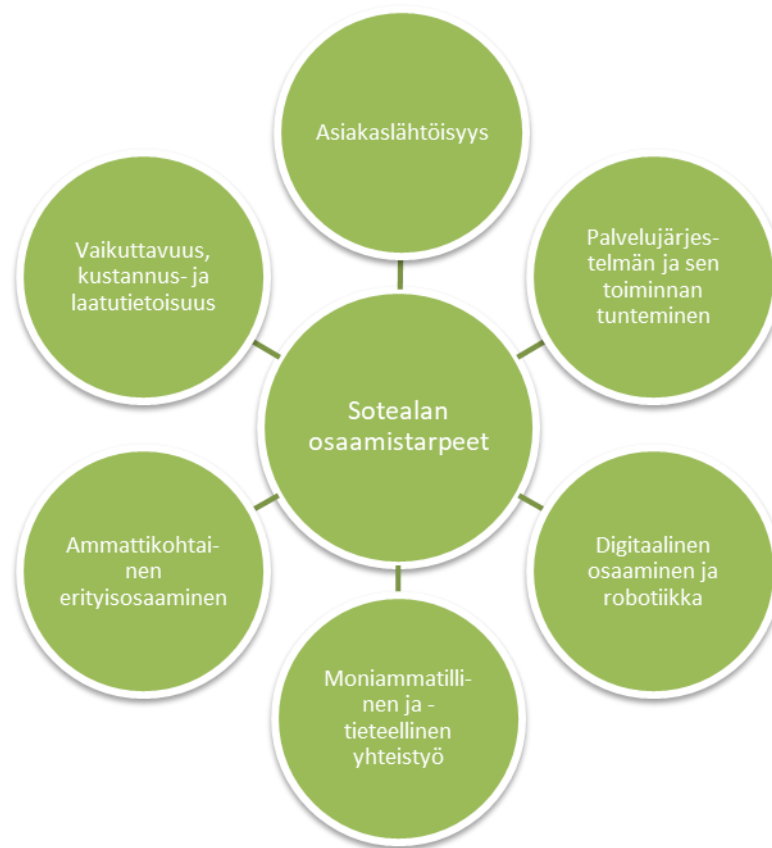 Asiakaslähtöisyys
Palvelujärjes-
telmän ja sen
toiminnan
tunteminen
Digitaalinen
osaaminen ja
robotiikka
Moniammatilli-
nen ja -
tieteellinen
yhteistyö
Ammattikohtai-
nen
erityisosaaminen
Vaikuttavuus,
kustannus- ja
laatutietoisuus
Sotealan
osaamistarpeet